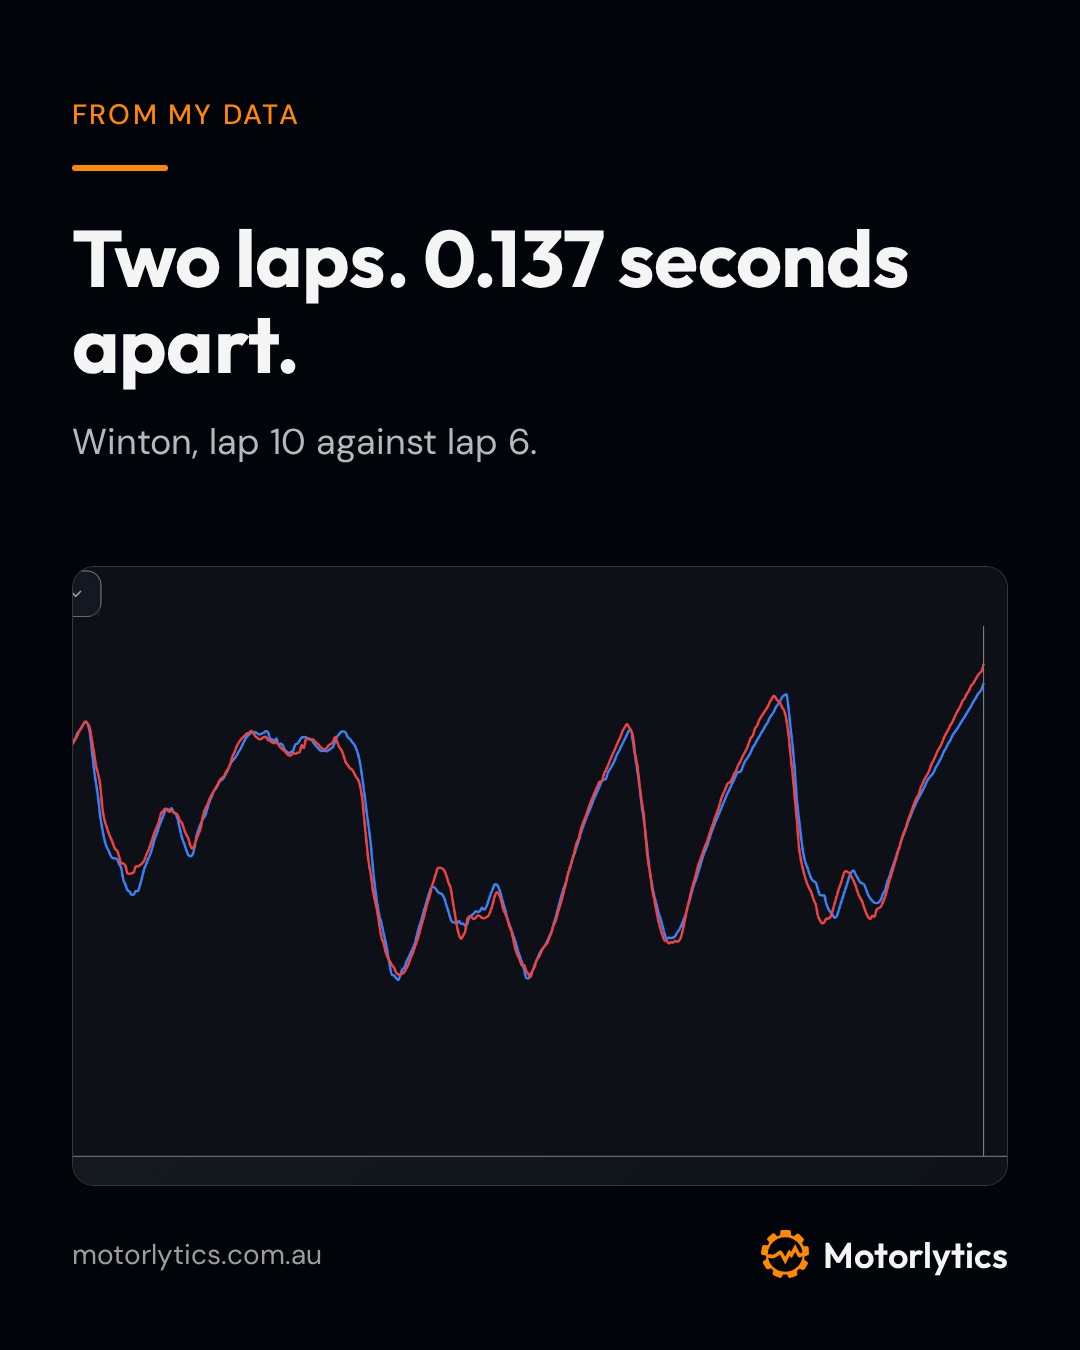 FROM MY DATA
Two laps. 0.137 seconds
apart.
Winton, lap 10 against lap 6.
motorlytics.com.au
Motorlytics